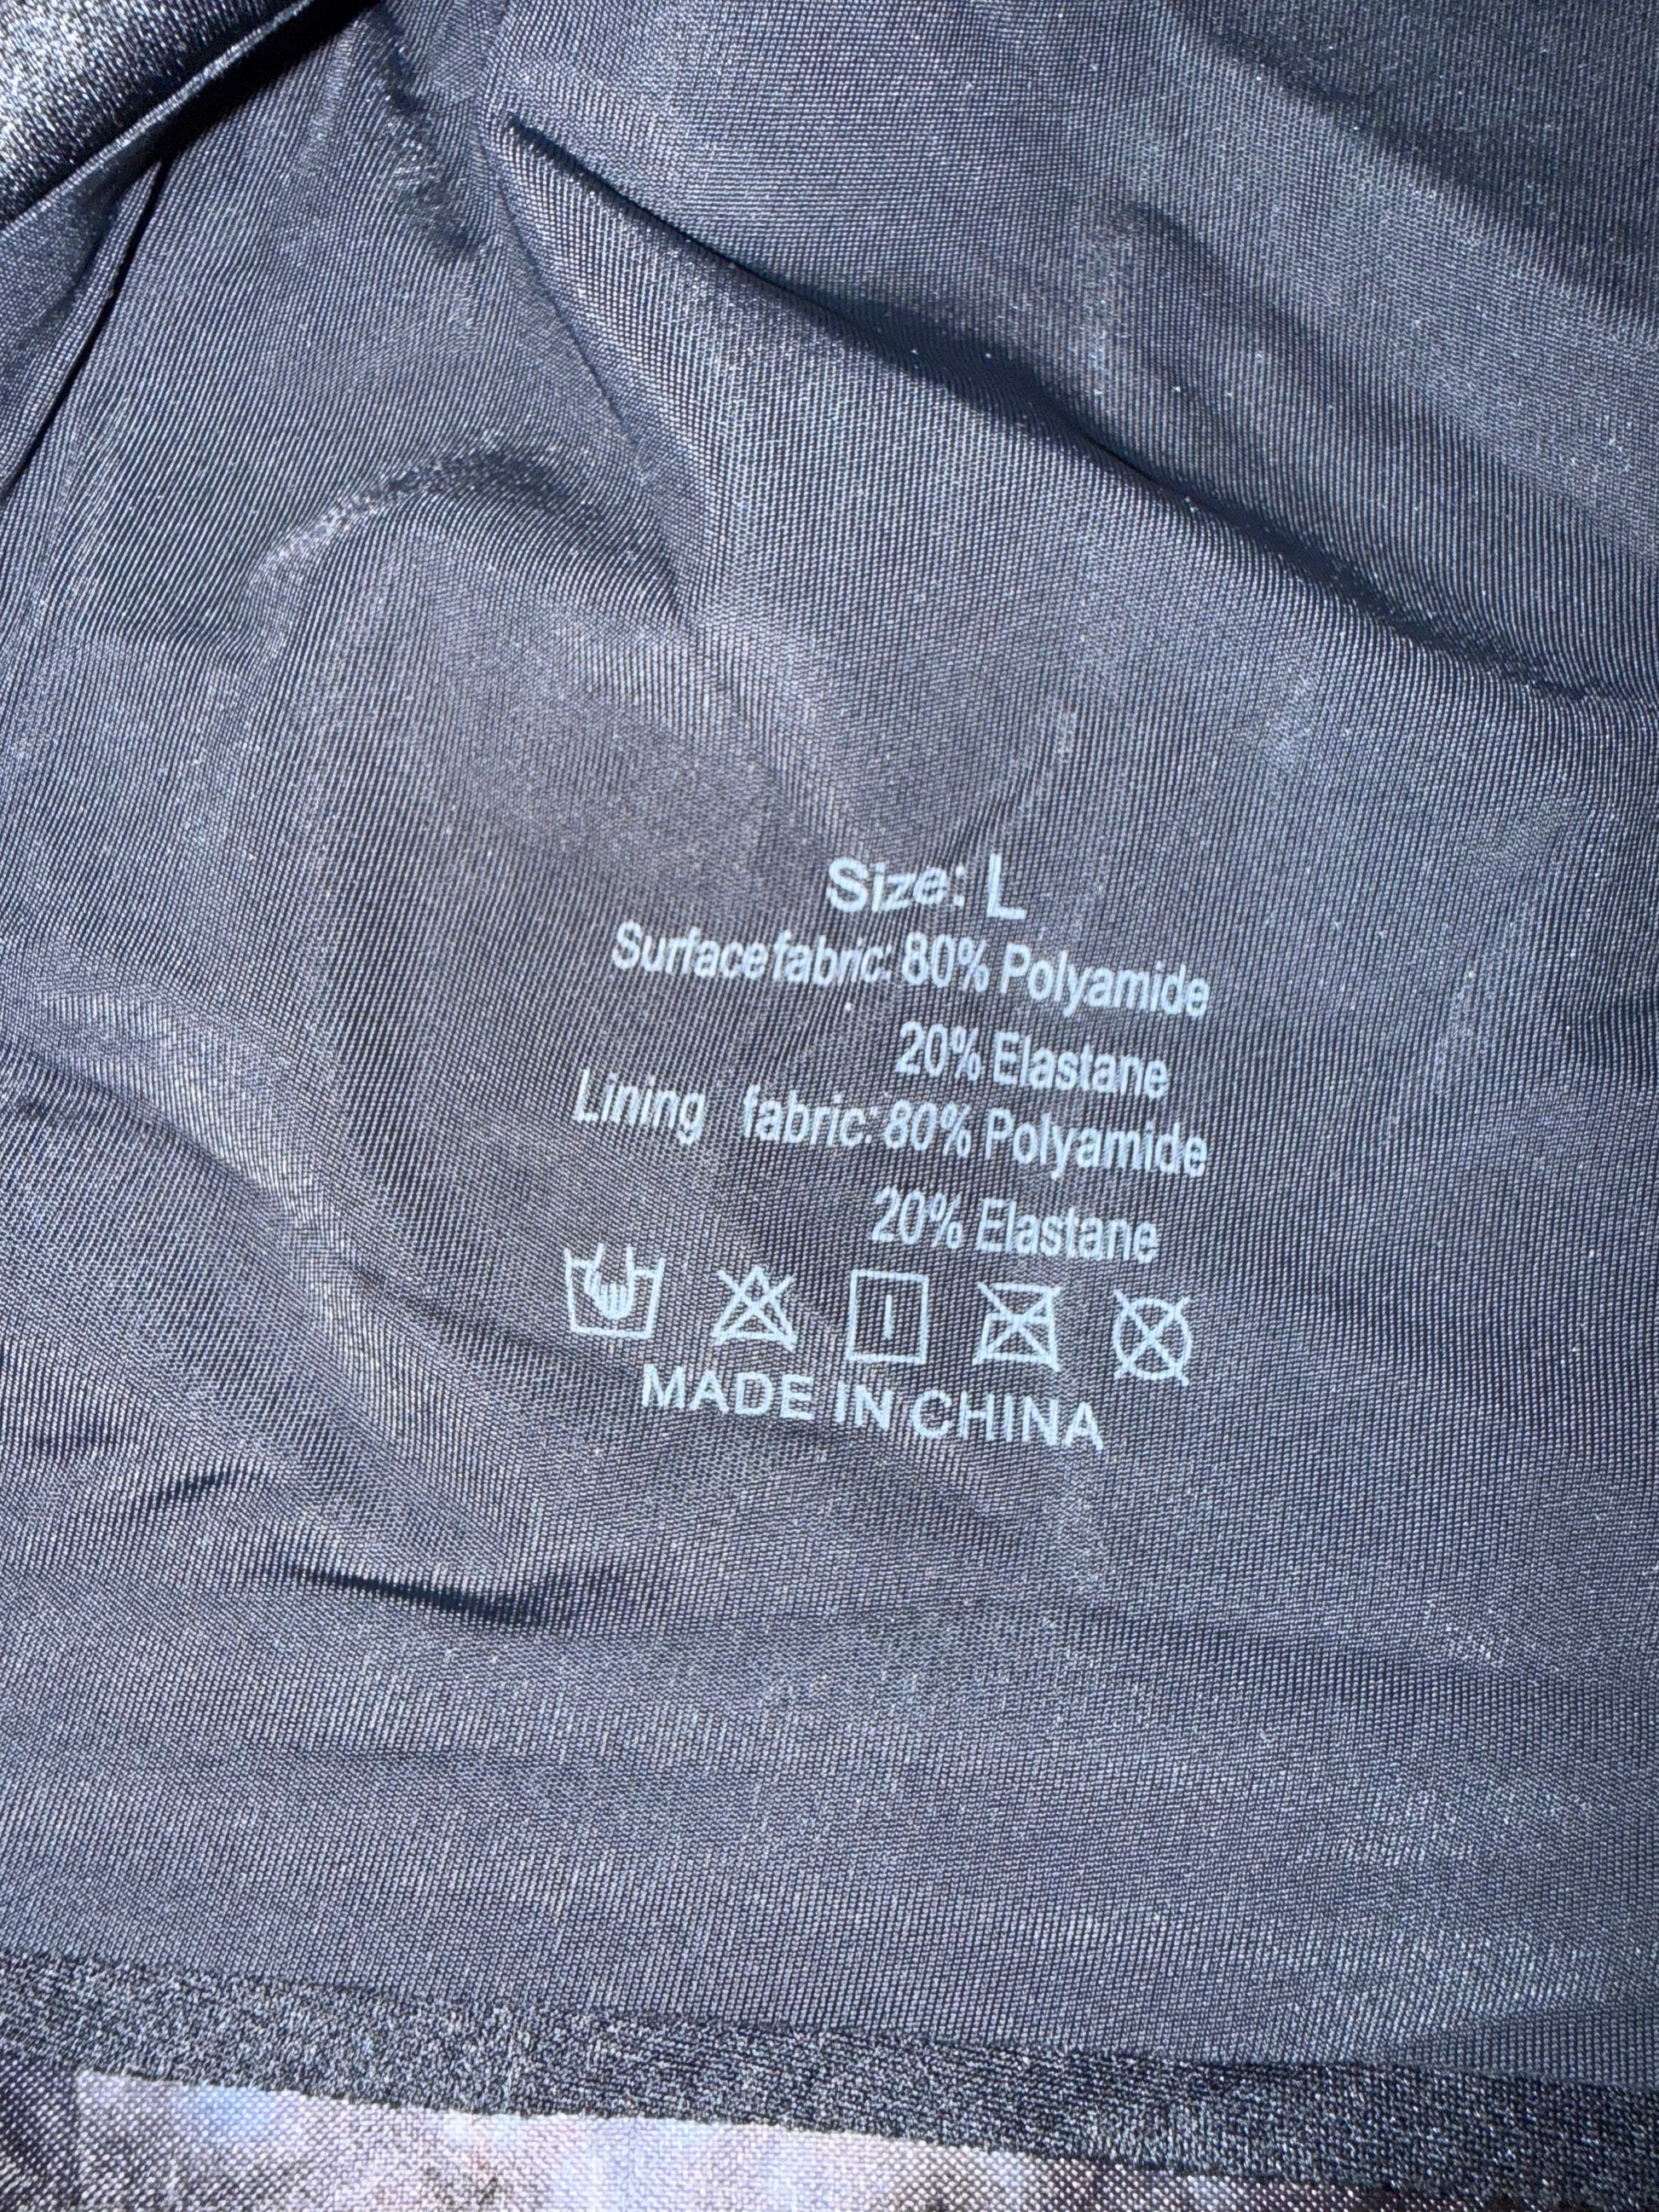 Size: L
Surface fabric: 80% Polyamide
20% Elastane
Lining fabric: 80% Polyamide
20% Elastane
MADE IN CHINA